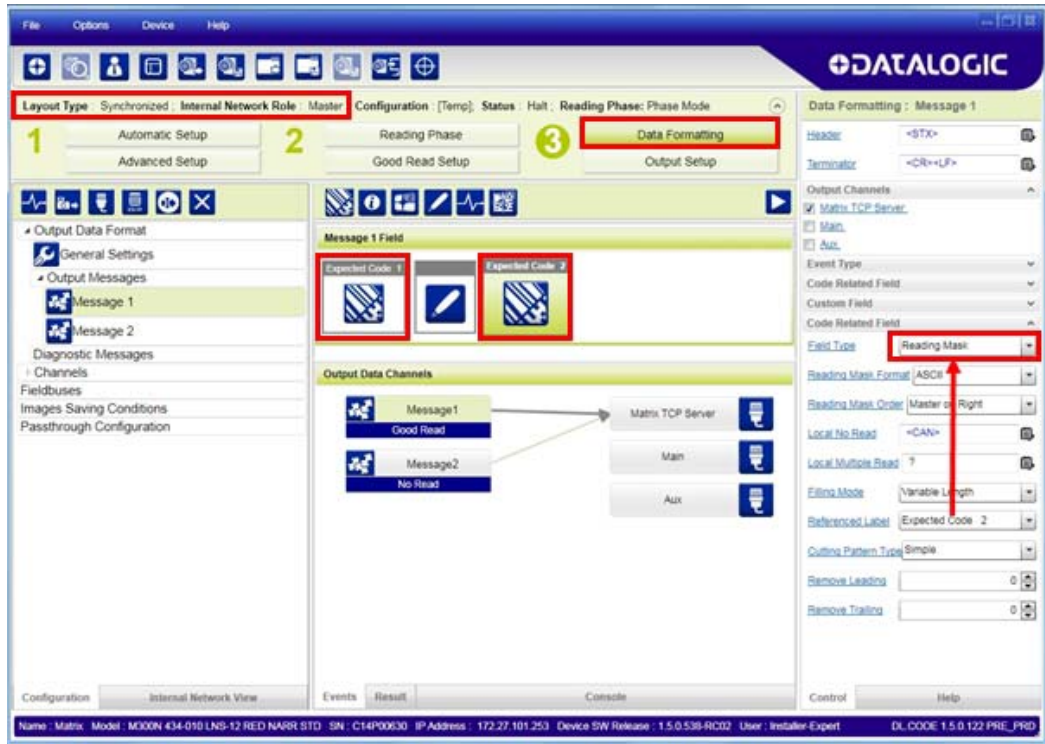 File Options Device Help
DATALOGIC
Layout Type : Synchronized ; Internal Network Role : Master Configuration : [Temp]; Status : Halt ; Reading Phase: Phase Mode
1 Automatic Setup 2 Reading Phase 3 Data Formatting
Advanced Setup Good Read Setup Output Setup
Output Data Format
General Settings
Output Messages
Message 1
Message 2
Diagnostic Messages
Channels
Fieldbuses
Images Saving Conditions
Passthrough Configuration
Configuration Internal Network View
Message 1 Field
Expected Code 1 Expected Code 2
Output Data Channels
Message1 Matrix TCP Server
Good Read
Message2 Main
No Read
Aux
Events Result Console
Data Formatting : Message 1
Header <STX>
Terminator <CR><LF>
Output Channels
Matrix TCP Server
Main
Aux
Event Type
Code Related Field
Custom Field
Code Related Field
Field Type Reading Mask
Reading Mask Format ASCII
Reading Mask Order Master on Right
Local No Read <CAN>
Local Multiple Read ?
Filling Mode Variable Length
Referenced Label Expected Code 2
Cutting Pattern Type Simple
Remove Leading 0
Remove Trailing 0
Control Help
Name : Matrix Model : M300N 434-010 LNS-12 RED NARR STD SN : C14P00630 IP Address : 172.27.101.253 Device SW Release : 1.5.0.538-RC02 User : Installer-Expert DL.CODE 1.5.0.122 PRE_PRD